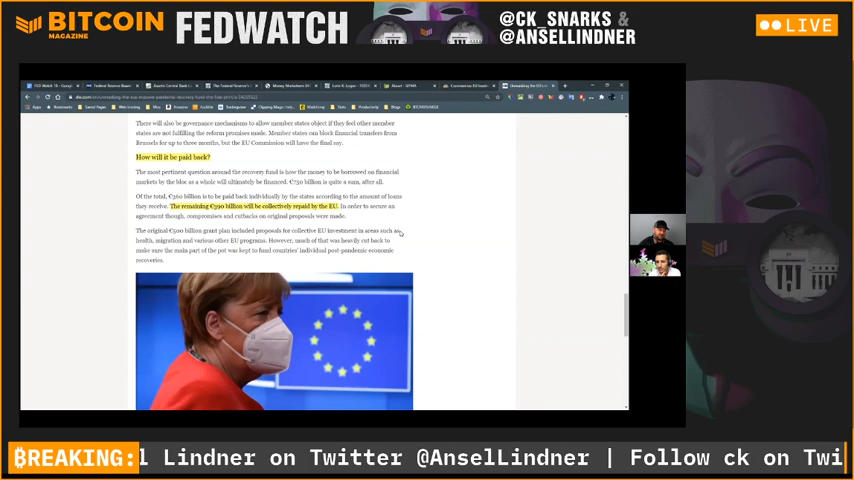 BITCOIN
MAGAZINE
FEDWATCH
@CK_SNARKS &
@ANSELLINDNER
LIVE
There will also be governance mechanisms to allow member states object if they feel other member
states are not fulfilling the reform promises made. Member states can block financial transfers from
Brussels for up to three months, but the EU Commission will have the final say.
How will it be paid back?
The most pertinent question around the recovery fund is how the money to be borrowed on financial
markets by the bloc as a whole will ultimately be financed. €750 billion is quite a sum, after all.
Of the total, €360 billion is to be paid back individually by the states according to the amount of loans
they receive. The remaining €390 billion will be collectively repaid by the EU. In order to secure an
agreement though, compromises and cutbacks on original proposals were made.
The original €500 billion grant plan included proposals for collective EU investment in areas such as
health, migration and various other EU programs. However, much of that was heavily cut back to
make sure the main part of the pot was kept to fund countries' individual post-pandemic economic
recoveries.
₿REAKING:
l Lindner on Twitter @AnselLindner | Follow ck on Twi